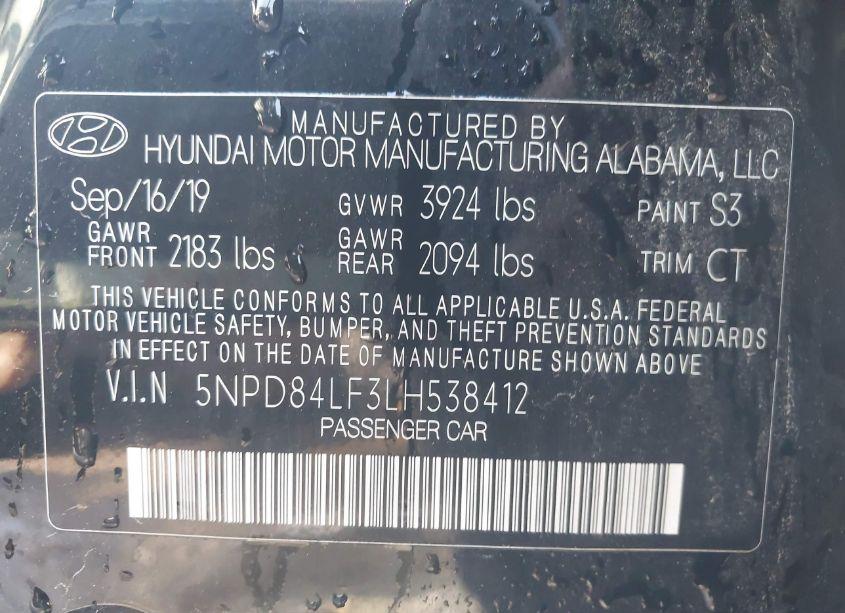 MANUFACTURED BY
HYUNDAI MOTOR MANUFACTURING ALABAMA, LLC
Sep/16/19 GVWR 3924 lbs PAINT S3
GAWR FRONT 2183 lbs GAWR REAR 2094 lbs TRIM CT
THIS VEHICLE CONFORMS TO ALL APPLICABLE U.S.A. FEDERAL
MOTOR VEHICLE SAFETY, BUMPER, AND THEFT PREVENTION STANDARDS
IN EFFECT ON THE DATE OF MANUFACTURE SHOWN ABOVE
V.I.N 5NPD84LF3LH538412
PASSENGER CAR